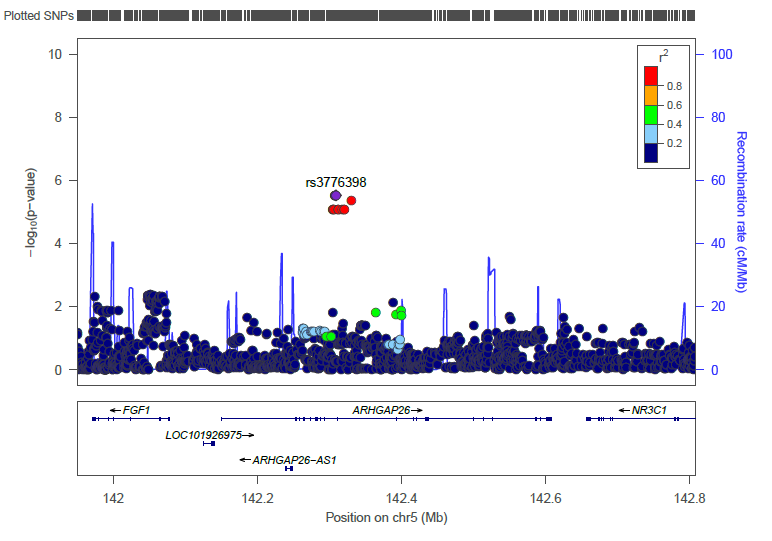 Plotted SNPs
10
8
6
4
2
0
− log10(p−value)
100
80
60
40
20
0
Recombination rate (cM/Mb)
r2
0.8
0.6
0.4
0.2
rs3776398
←FGF1
ARHGAP26→
←NR3C1
LOC101926975→
←ARHGAP26−AS1
142
142.2
142.4
142.6
142.8
Position on chr5 (Mb)